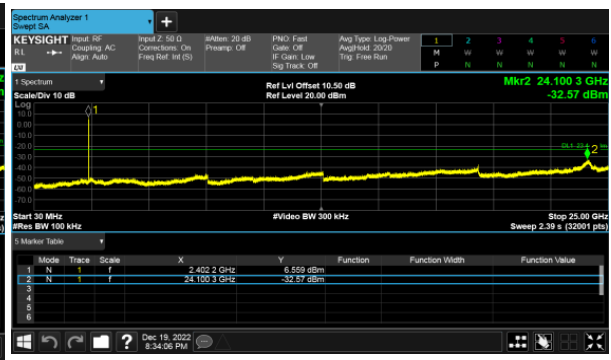 Spectrum Analyzer 1
Swept SA
KEYSIGHT Input: RF Input Z: 50 Ω #Atten: 20 dB PNO: Fast Avg Type: Log-Power 1 2 3 4 5 6
RL Coupling: AC Corrections: On Preamp: Off Gate: Off Avg|Hold: 20/20 M W W W W W
Align: Auto Freq Ref: Int (S) IF Gain: Low Trig: Free Run P N N N N N
LW Sig Track: Off
1 Spectrum Ref Lvl Offset 10.50 dB Mkr2 24.100 3 GHz
Scale/Div 10 dB Ref Level 20.00 dBm -32.57 dBm
Log
10.0 1
0.00
-10.0
-20.0 2
-30.0
-40.0
-50.0
-60.0
-70.0
Start 30 MHz #Video BW 300 kHz Stop 25.00 GHz
#Res BW 100 kHz Sweep 2.39 s (32001 pts)
5 Marker Table
Mode Trace Scale X Y Function Function Width Function Value
1 N 1 f 2.402 2 GHz 6.559 dBm
2 N 1 f 24.100 3 GHz -32.57 dBm
3
4
5
6
? Dec 19, 2022
8:34:06 PM